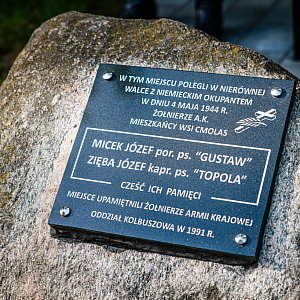 W TYM MIEJSCU POLEGLI W NIERÓWNEJ
WALCE Z NIEMIECKIM OKUPANTEM
W DNIU 4 MAJA 1944 R.
ŻOŁNIERZE A.K.
MIESZKAŃCY WSI CMOLAS
MICEK JÓZEF por. ps. "GUSTAW"
ZIĘBA JÓZEF kapr. ps. "TOPOLA"
CZEŚĆ ICH PAMIĘCI
MIEJSCE UPAMIĘTNILI ŻOŁNIERZE ARMII KRAJOWEJ
ODDZIAŁ KOLBUSZOWA W 1991 R.